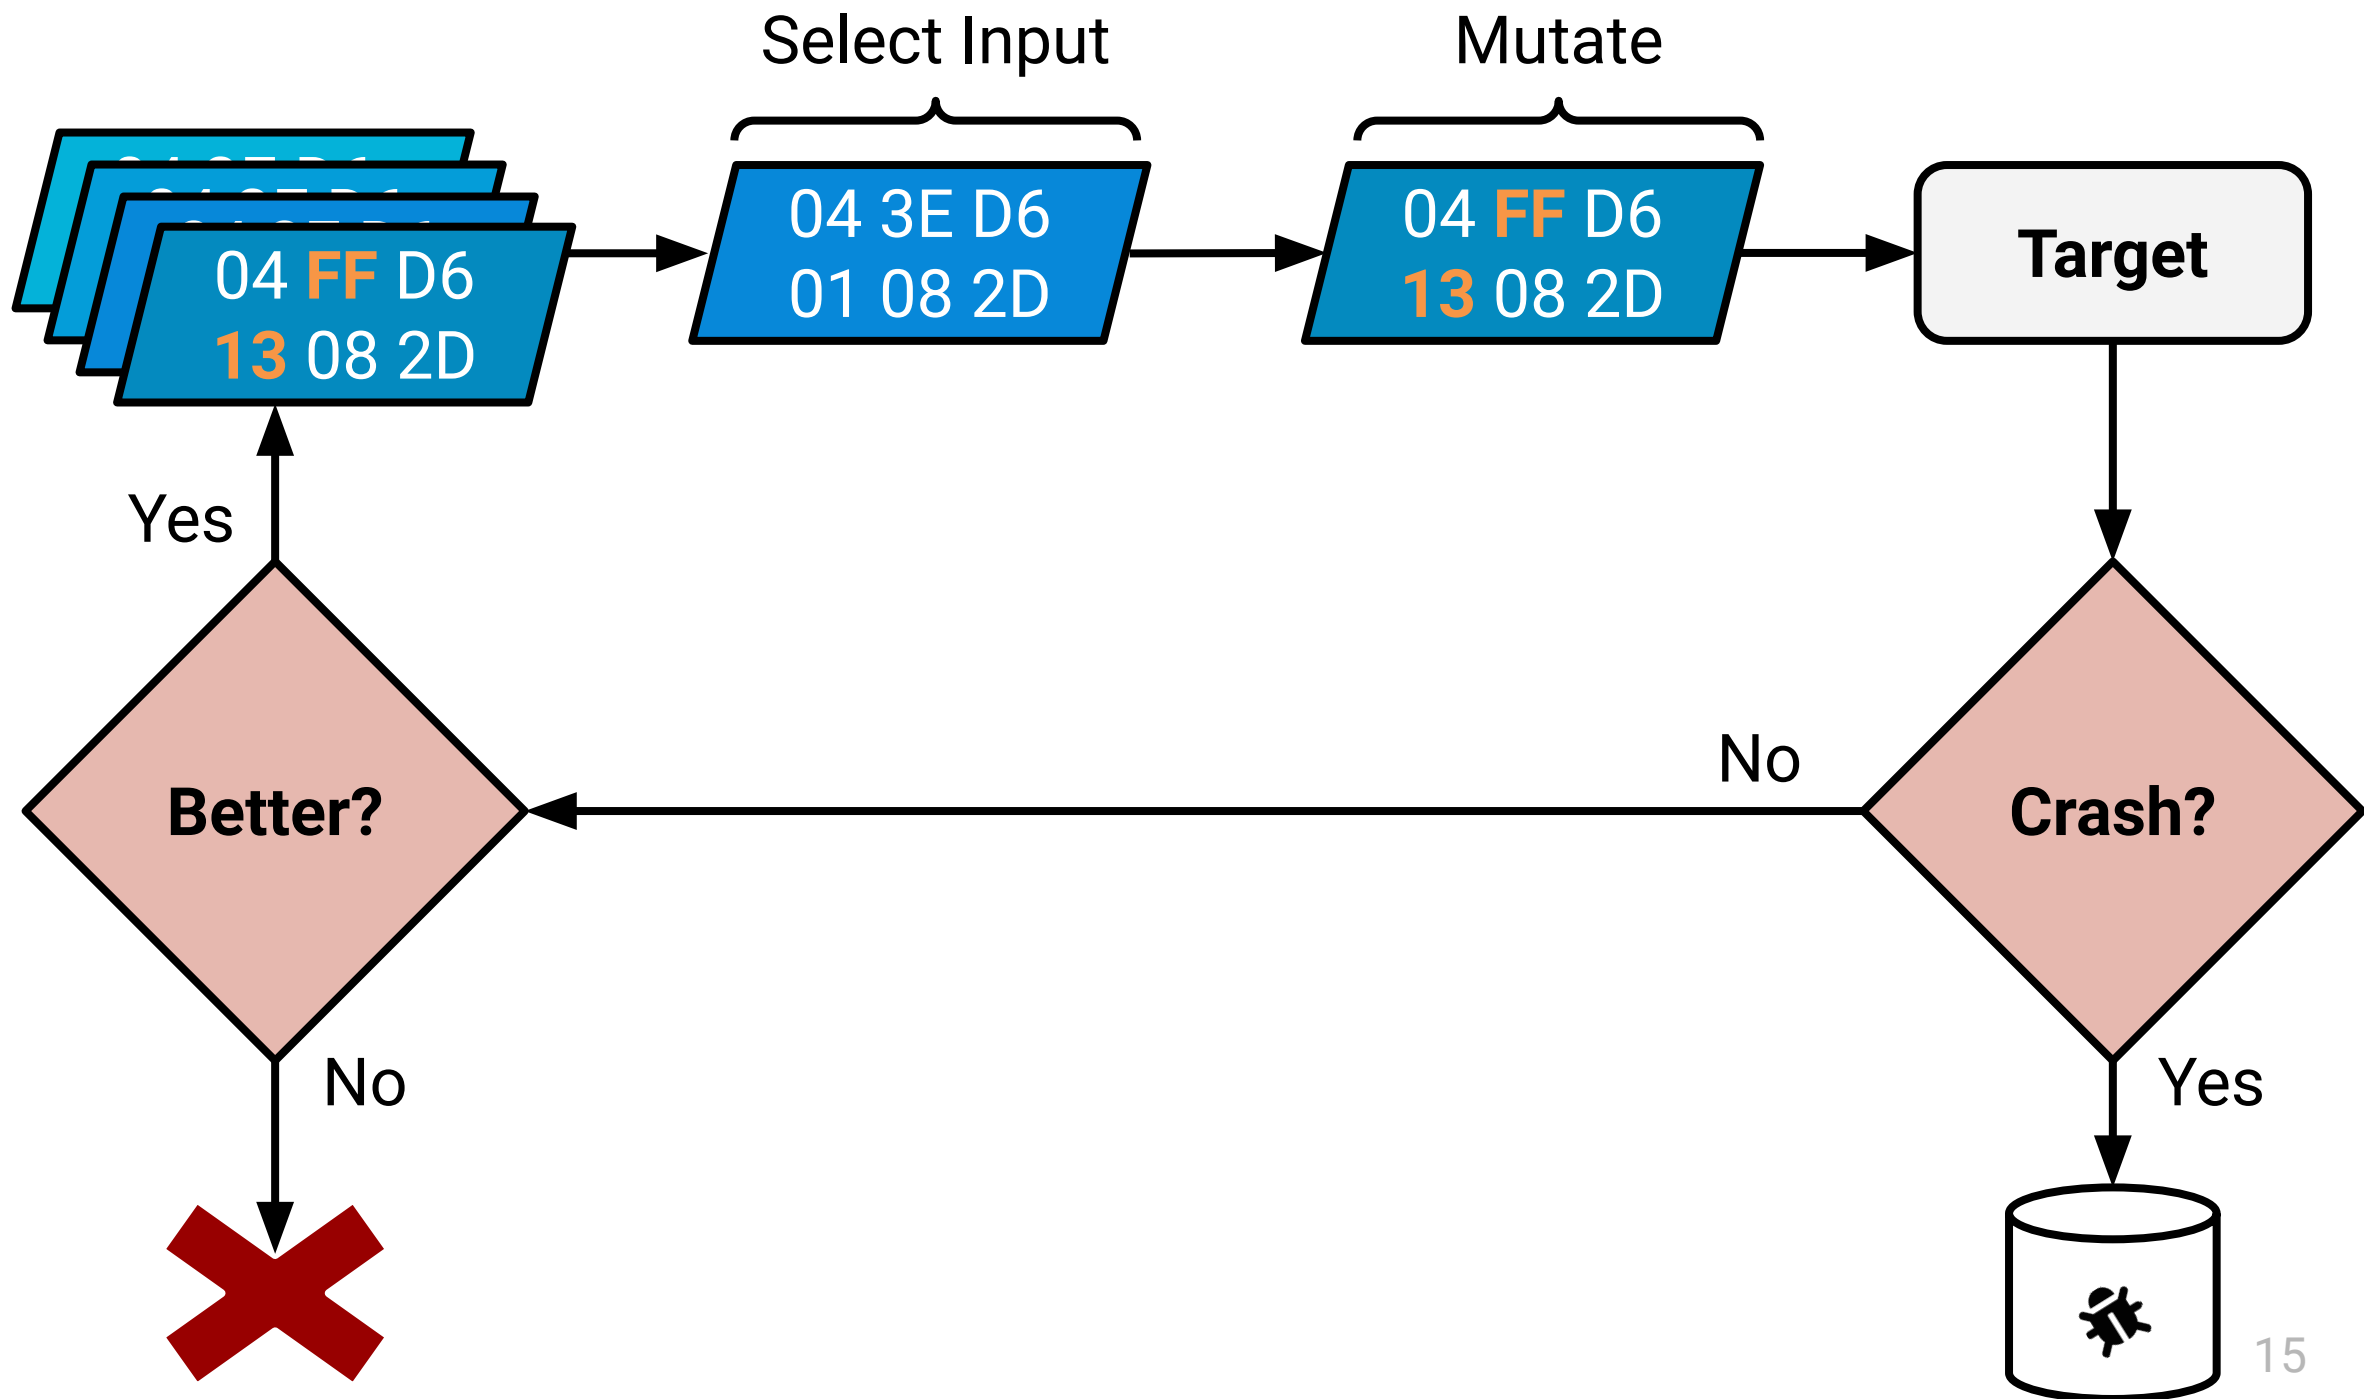 Select Input
Mutate
04 FF D6
13 08 2D
04 3E D6
01 08 2D
04 FF D6
13 08 2D
Target
Yes
Better?
No
Crash?
No
Yes
15